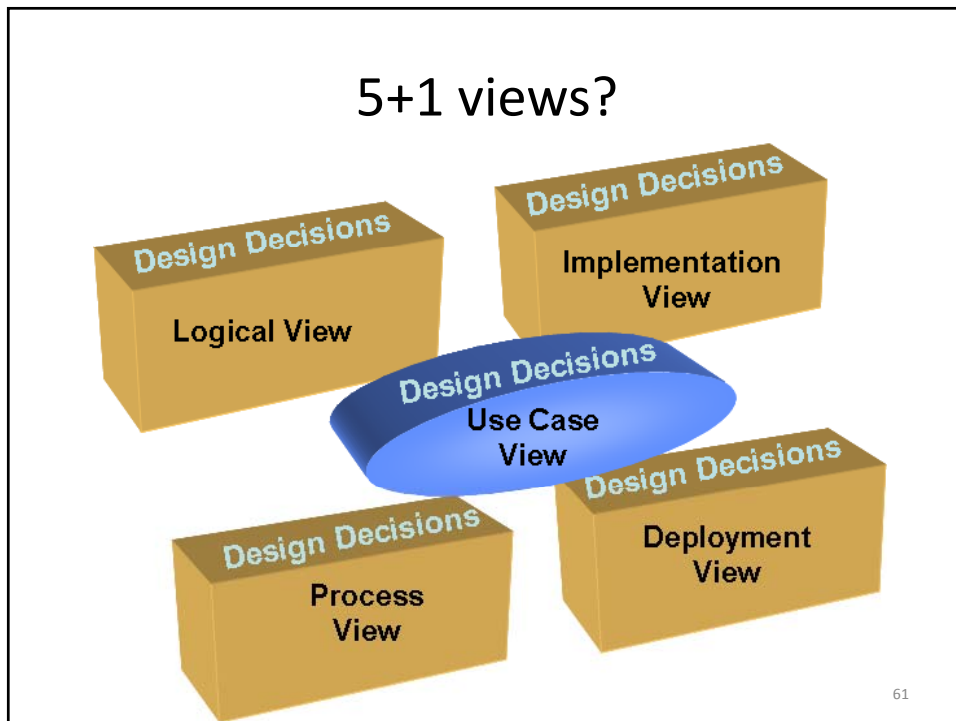 5+1 views?
Design Decisions
Logical View
Design Decisions
Implementation
View
Design Decisions
Use Case
View
Design Decisions
Process
View
Design Decisions
Deployment
View
61